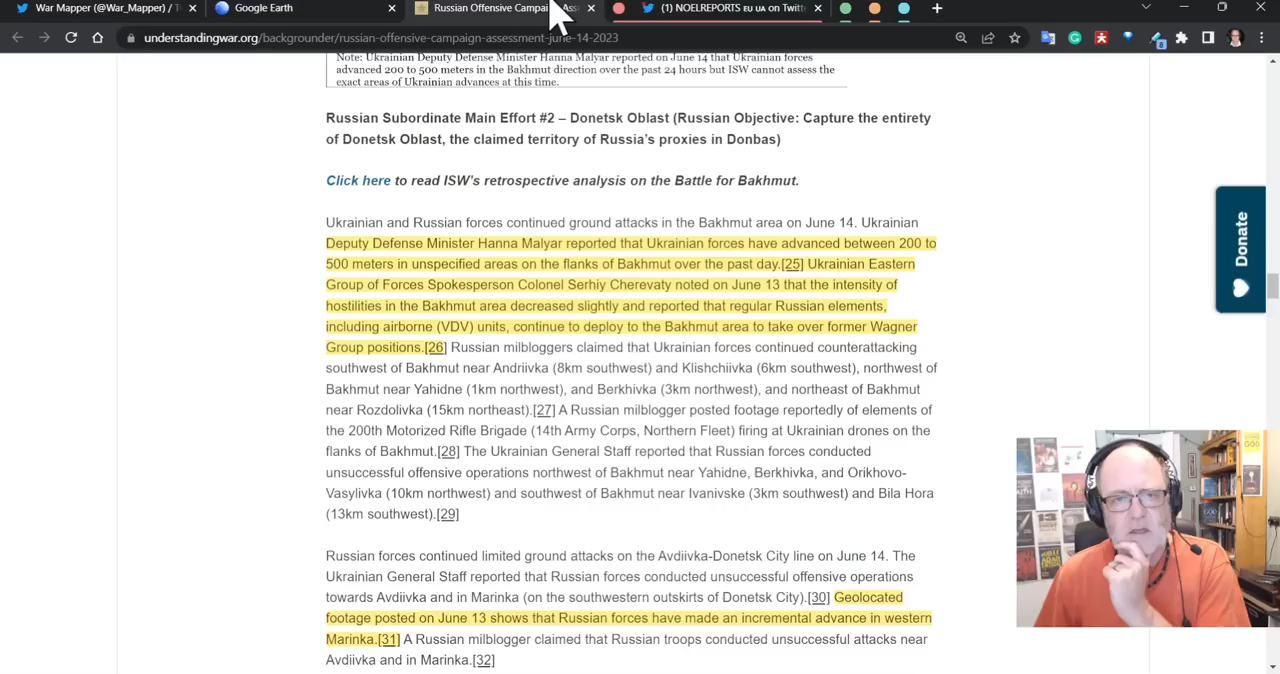 War Mapper (@War_Mapper) / T
Google Earth
Russian Offensive Campaign Asse
(1) NOELREPORTS EU UA on Twitte
understandingwar.org/backgrounder/russian-offensive-campaign-assessment-june-14-2023
Note: Ukrainian Deputy Defense Minister Hanna Malyar reported on June 14 that Ukrainian forces
advanced 200 to 500 meters in the Bakhmut direction over the past 24 hours but ISW cannot assess the
exact areas of Ukrainian advances at this time.
Russian Subordinate Main Effort #2 – Donetsk Oblast (Russian Objective: Capture the entirety
of Donetsk Oblast, the claimed territory of Russia's proxies in Donbas)
Click here to read ISW's retrospective analysis on the Battle for Bakhmut.
Ukrainian and Russian forces continued ground attacks in the Bakhmut area on June 14. Ukrainian
Deputy Defense Minister Hanna Malyar reported that Ukrainian forces have advanced between 200 to
500 meters in unspecified areas on the flanks of Bakhmut over the past day.[25] Ukrainian Eastern
Group of Forces Spokesperson Colonel Serhiy Cherevaty noted on June 13 that the intensity of
hostilities in the Bakhmut area decreased slightly and reported that regular Russian elements,
including airborne (VDV) units, continue to deploy to the Bakhmut area to take over former Wagner
Group positions.[26] Russian milbloggers claimed that Ukrainian forces continued counterattacking
southwest of Bakhmut near Andriivka (8km southwest) and Klishchiivka (6km southwest), northwest of
Bakhmut near Yahidne (1km northwest), and Berkhivka (3km northwest), and northeast of Bakhmut
near Rozdolivka (15km northeast).[27] A Russian milblogger posted footage reportedly of elements of
the 200th Motorized Rifle Brigade (14th Army Corps, Northern Fleet) firing at Ukrainian drones on the
flanks of Bakhmut.[28] The Ukrainian General Staff reported that Russian forces conducted
unsuccessful offensive operations northwest of Bakhmut near Yahidne, Berkhivka, and Orikhovo-
Vasylivka (10km northwest) and southwest of Bakhmut near Ivanivske (3km southwest) and Bila Hora
(13km southwest).[29]
Russian forces continued limited ground attacks on the Avdiivka-Donetsk City line on June 14. The
Ukrainian General Staff reported that Russian forces conducted unsuccessful offensive operations
towards Avdiivka and in Marinka (on the southwestern outskirts of Donetsk City).[30] Geolocated
footage posted on June 13 shows that Russian forces have made an incremental advance in western
Marinka.[31] A Russian milblogger claimed that Russian troops conducted unsuccessful attacks near
Avdiivka and in Marinka.[32]
Donate